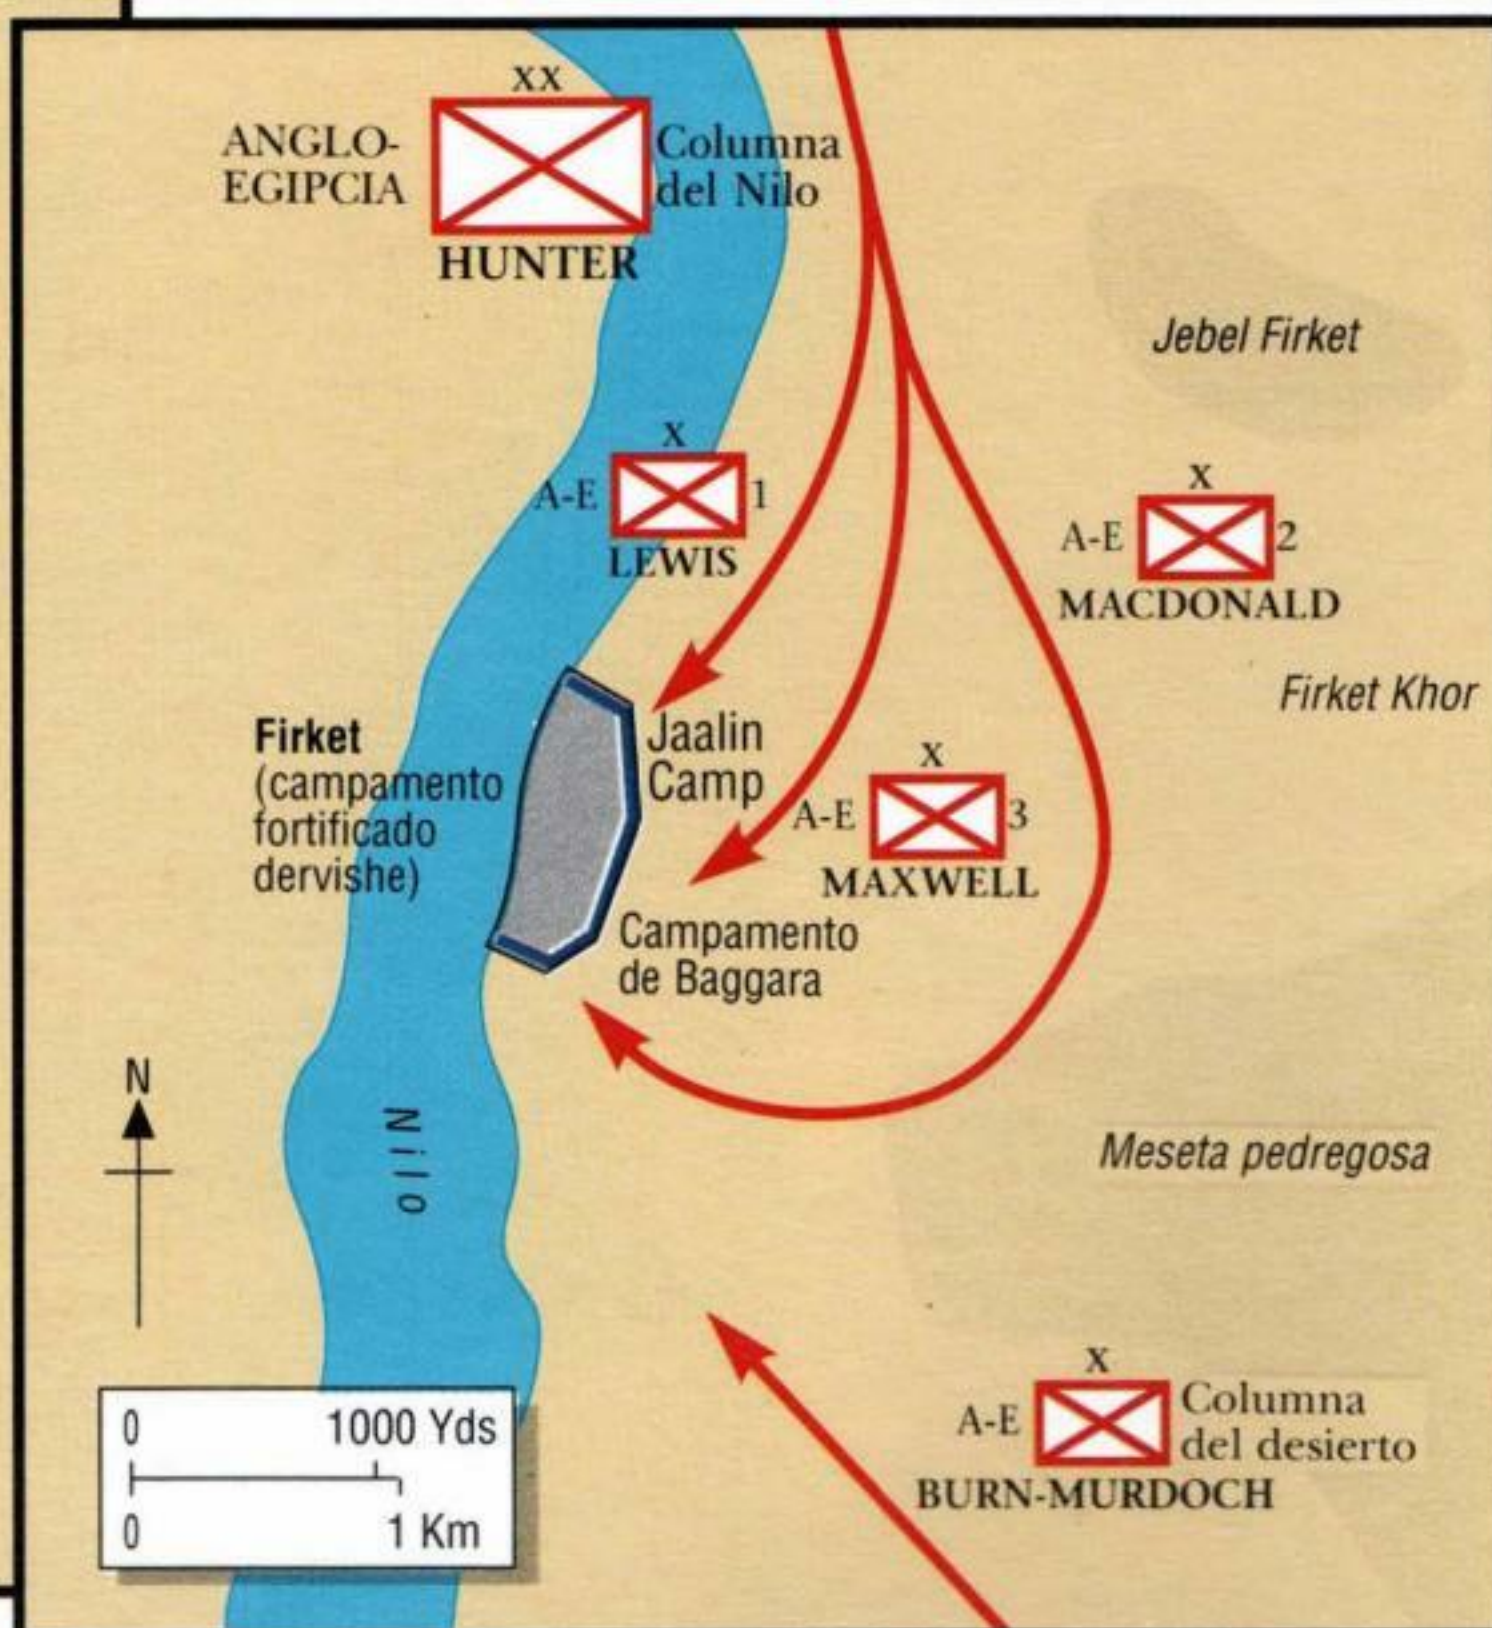 XX
ANGLO-
EGIPCIA
Columna
del Nilo
HUNTER
Jebel Firket
X
A-E
1
LEWIS
X
A-E
2
MACDONALD
Firket Khor
Firket
(campamento
fortificado
dervishe)
Jaalin
Camp
X
A-E
3
MAXWELL
Campamento
de Baggara
N
Nilo
Meseta pedregosa
X
A-E
Columna
del desierto
BURN-MURDOCH
0
1000 Yds
0
1 Km